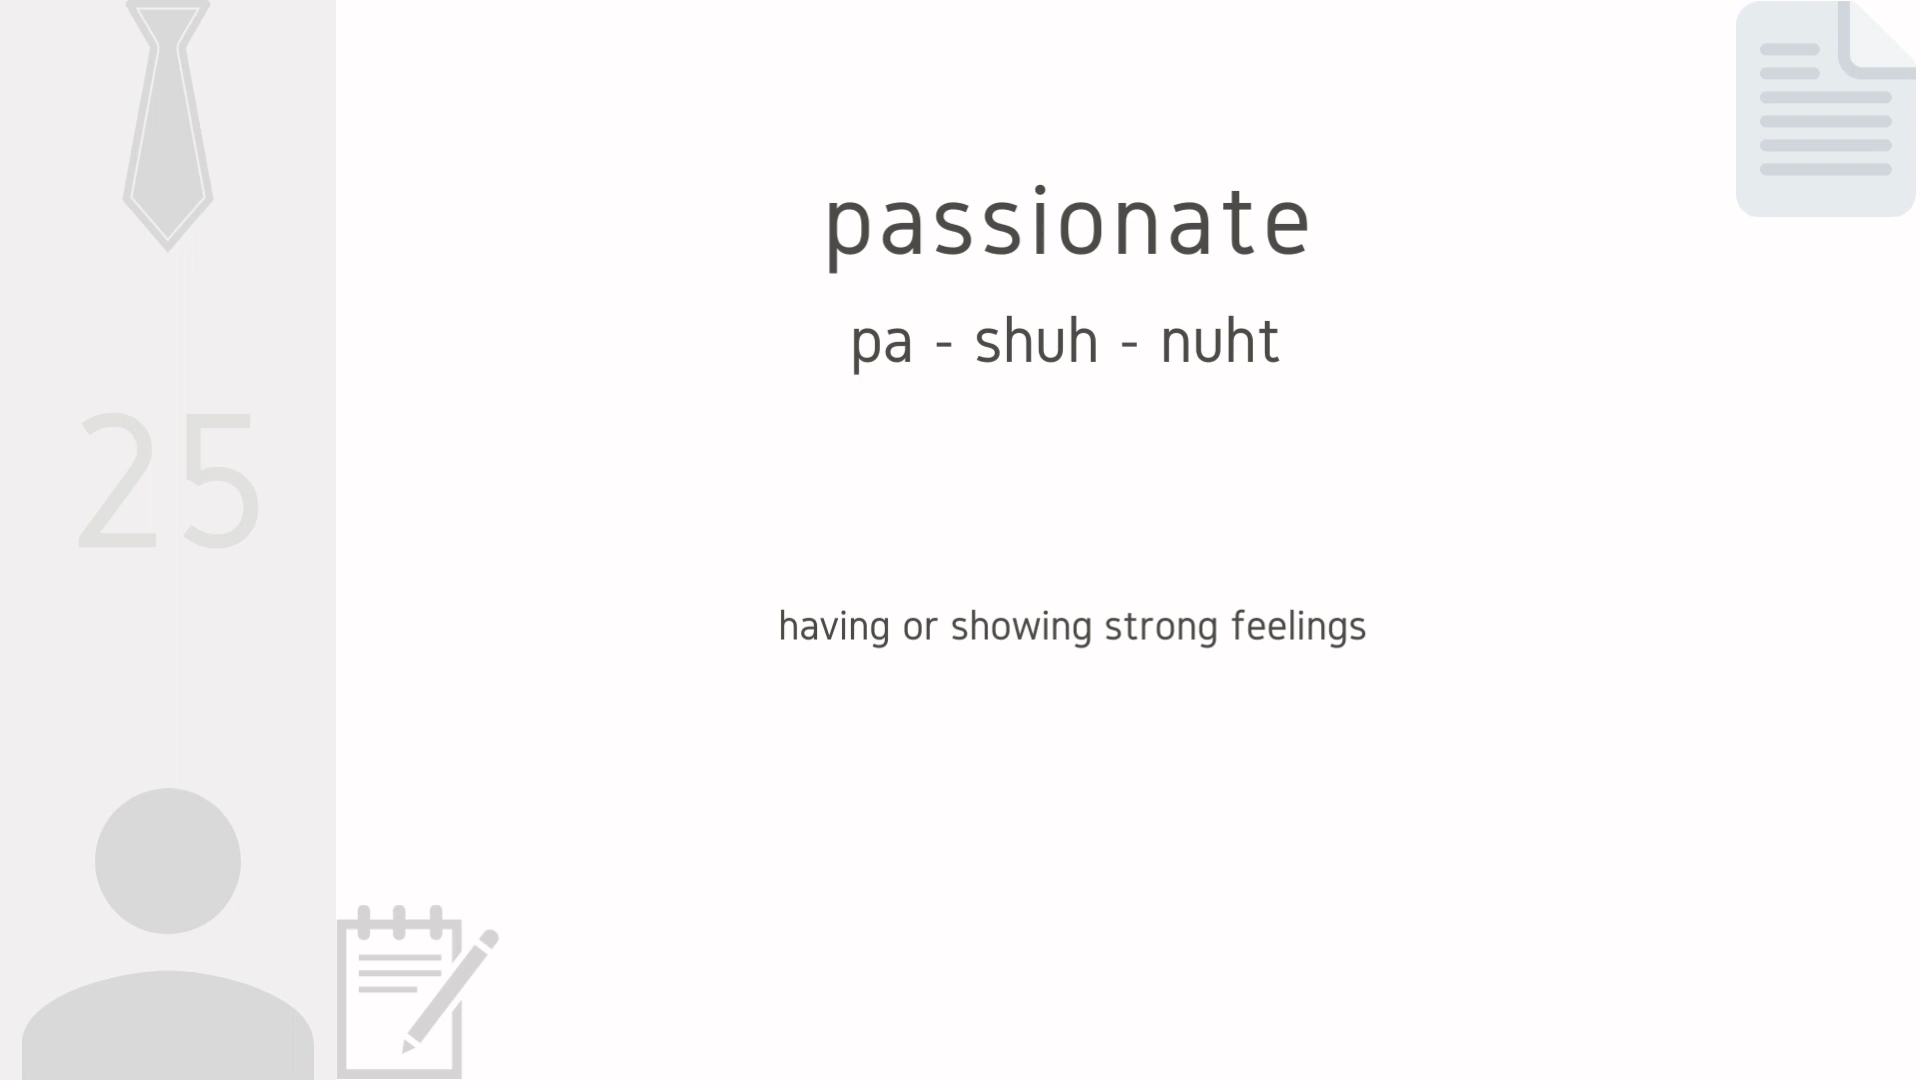 25
passionate
pa - shuh - nuht
having or showing strong feelings